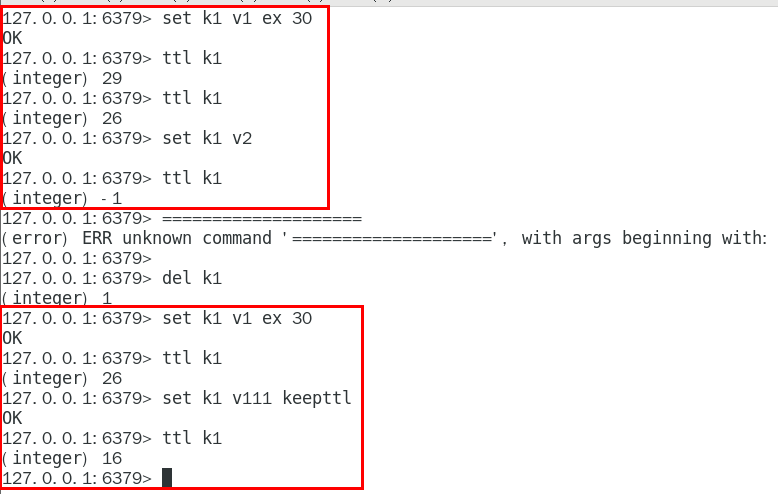 127.0.0.1:6379> set k1 v1 ex 30
OK
127.0.0.1:6379> ttl k1
(integer) 29
127.0.0.1:6379> ttl k1
(integer) 26
127.0.0.1:6379> set k1 v2
OK
127.0.0.1:6379> ttl k1
(integer) -1
127.0.0.1:6379> ====================
(error) ERR unknown command '====================', with args beginning with:
127.0.0.1:6379>
127.0.0.1:6379> del k1
(integer) 1
127.0.0.1:6379> set k1 v1 ex 30
OK
127.0.0.1:6379> ttl k1
(integer) 26
127.0.0.1:6379> set k1 v111 keepttl
OK
127.0.0.1:6379> ttl k1
(integer) 16
127.0.0.1:6379>